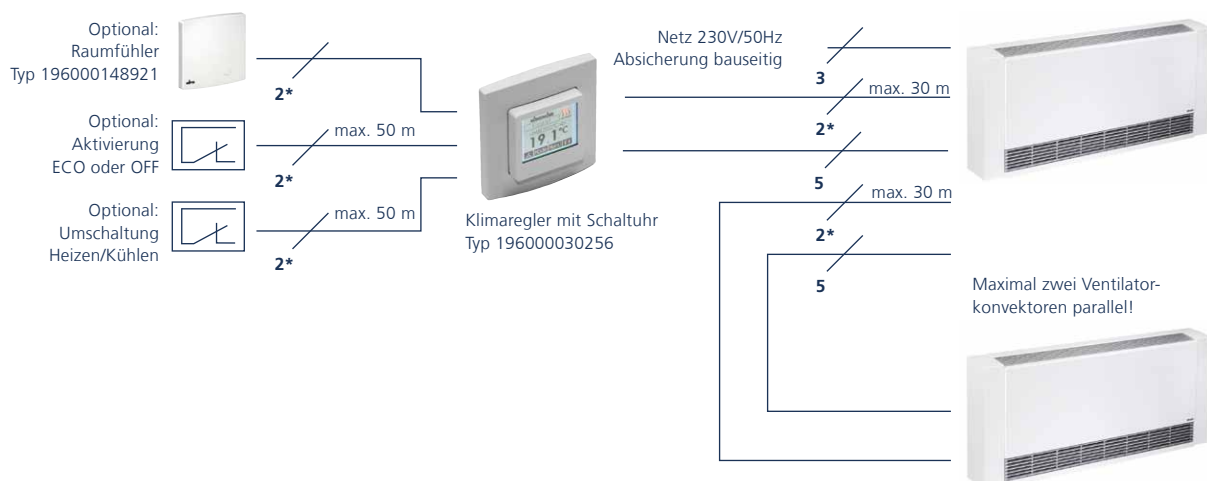 Optional:
Raumfühler
Typ 196000148921
2*
Optional:
Aktivierung
ECO oder OFF
max. 50 m
2*
Optional:
Umschaltung
Heizen/Kühlen
max. 50 m
2*
19 1°C
Klimaregler mit Schaltuhr
Typ 196000030256
Netz 230V/50Hz
Absicherung bauseitig
3
max. 30 m
2*
5
max. 30 m
2*
5
Maximal zwei Ventilator-
konvektoren parallel!